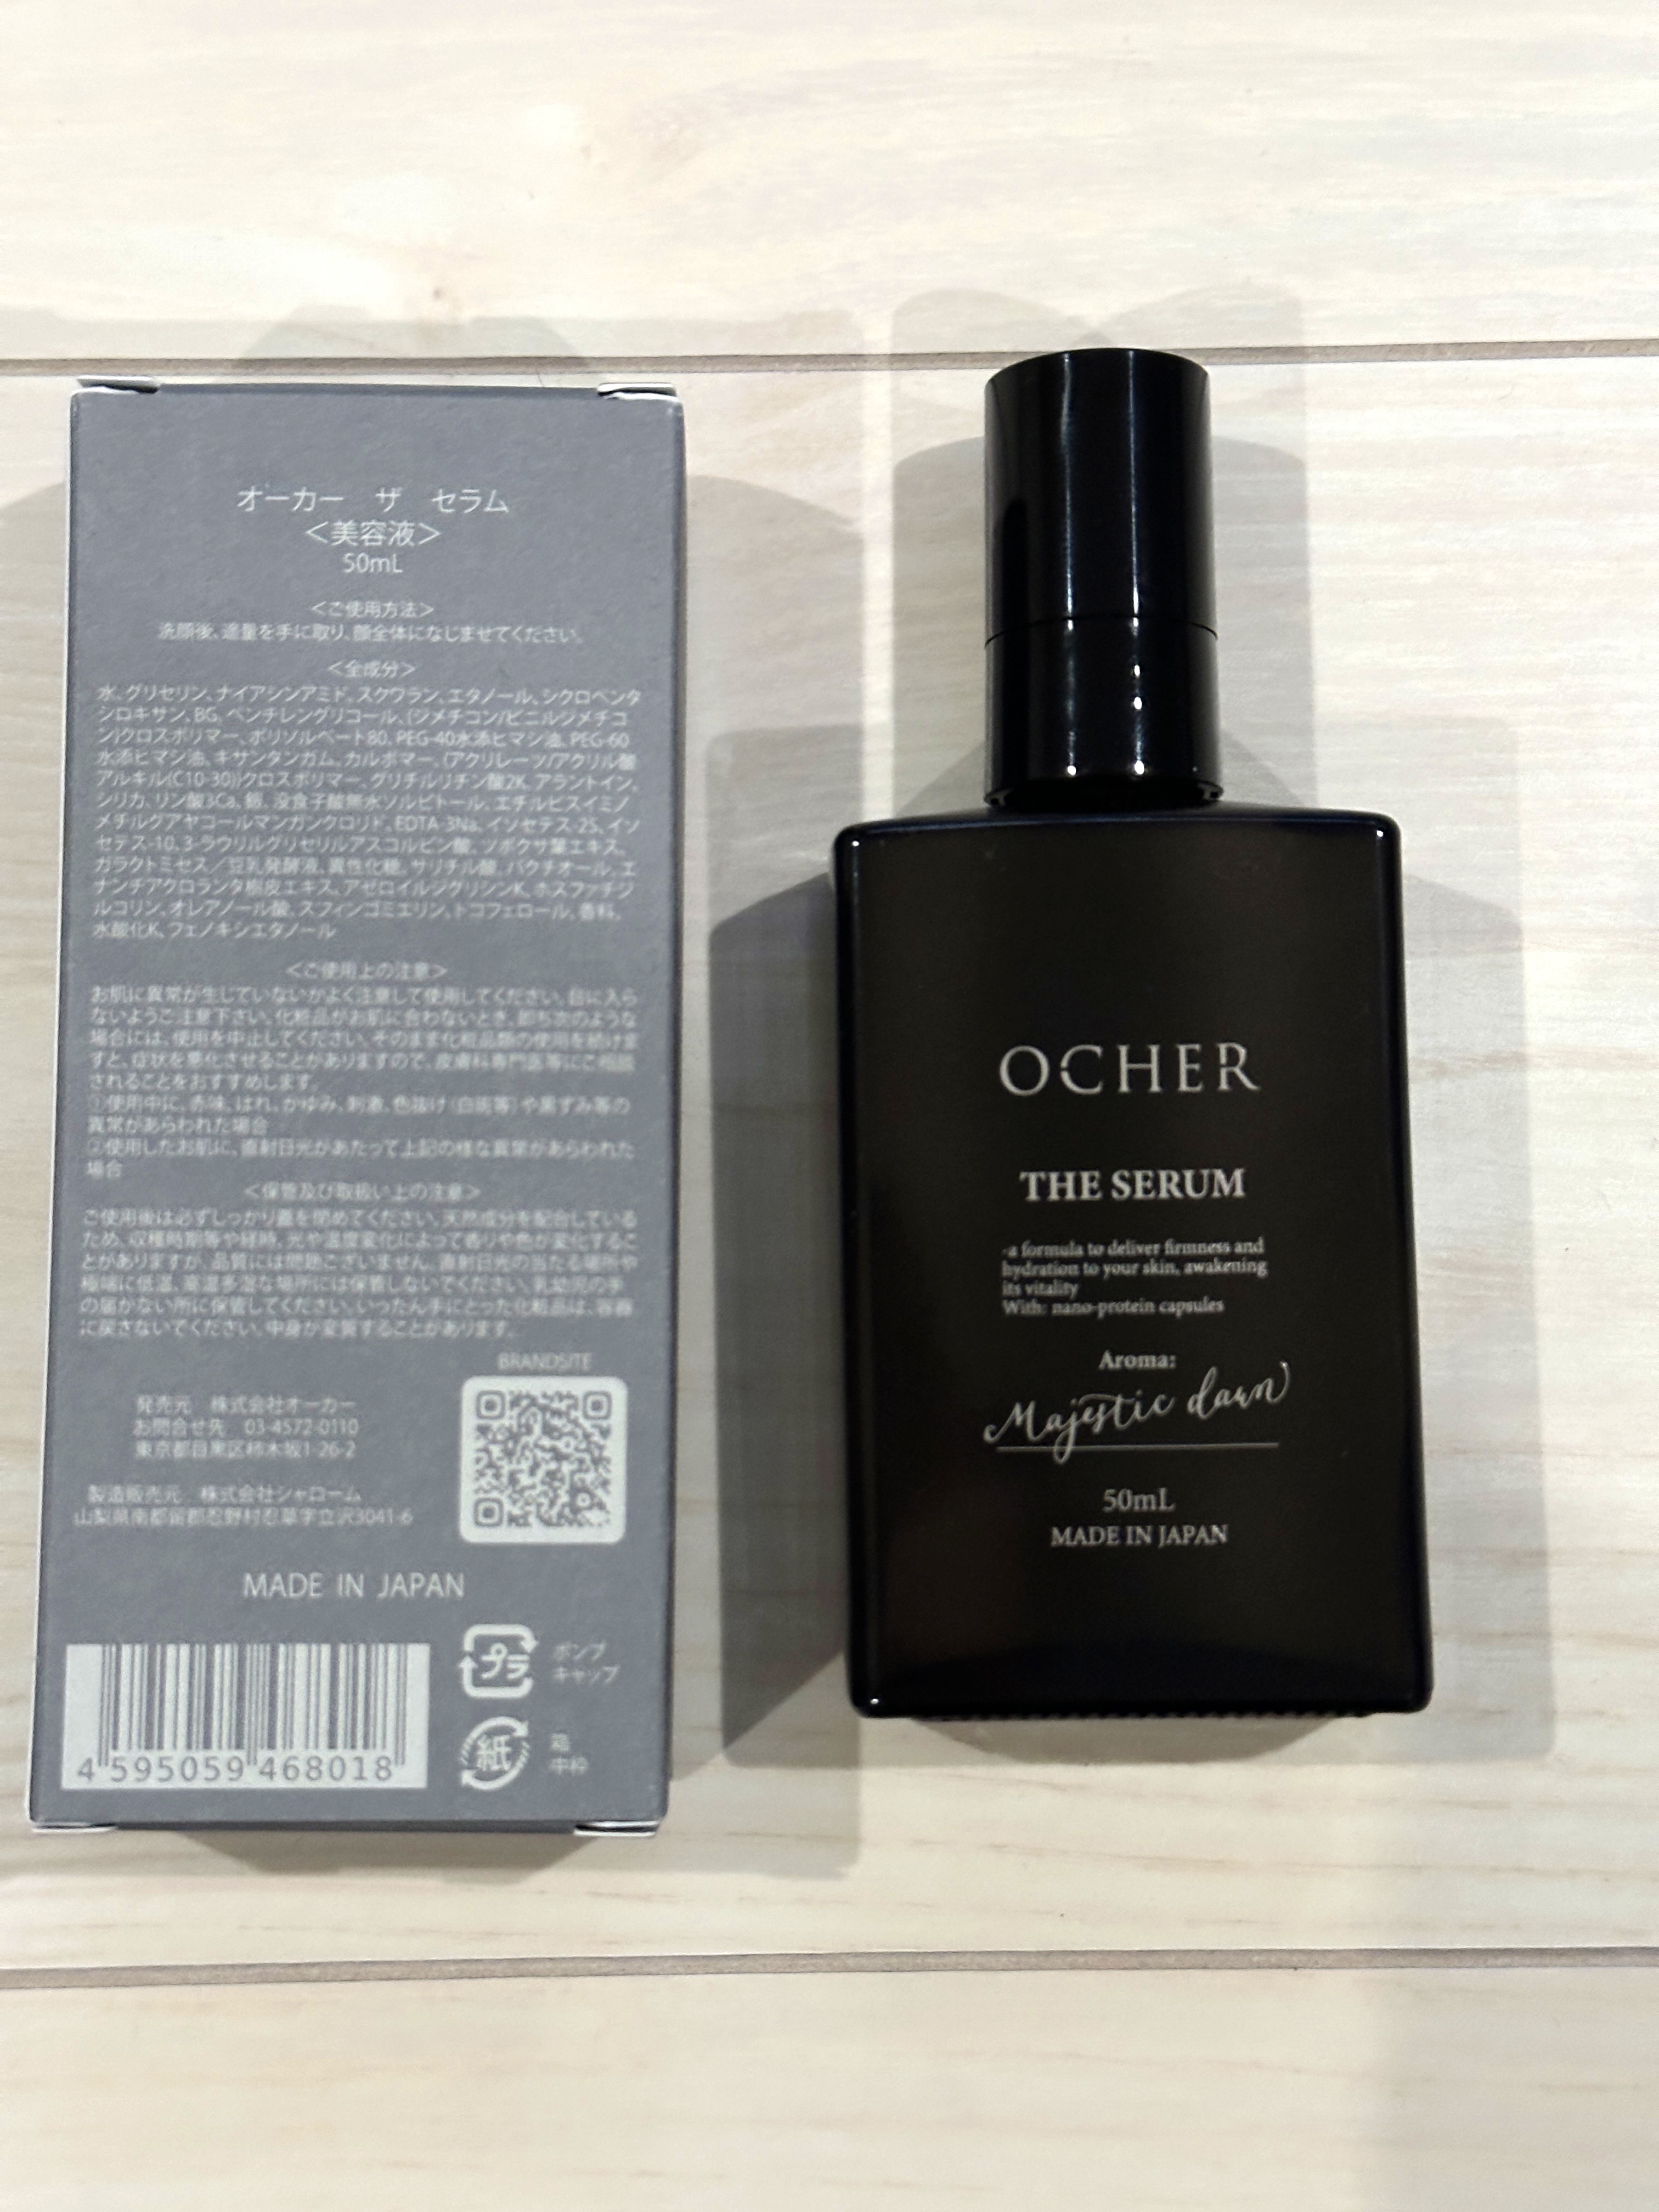 オーカー ザ セラム
＜美容液＞
50mL
＜ご使用方法＞
洗顔後、適量を手に取り、顔全体になじませてください。
＜全成分＞
水、グリセリン、ナイアシンアミド、スクワラン、エタノール、シクロペンタ
シロキサン、BG、ペンチレングリコール、(ジメチコン/ビニルジメチコ
ン)クロスポリマー、ポリソルベート80、PEG-40水添ヒマシ油、PEG-60
水添ヒマシ油、キサンタンガム、カルボマー、(アクリレーツ/アクリル酸
アルキル(C10-30))クロスポリマー、グリチルリチン酸2K、アラントイン、
シリカ、リン酸3Ca、銀、没食子酸無水ソルビトール、エチルビスイミノ
メチルグアヤコールマンガンクロリド、EDTA-3Na、イソセテス-25、イソ
セテス-10、3-ラウリルグリセリルアスコルビン酸、ツボクサ葉エキス、
ガラクトミセス／豆乳発酵液、異性化糖、サリチル酸、バクチオール、エ
ナンチアクロランタ樹皮エキス、アゼロイルジグリシンK、ホスファチジ
ルコリン、オレアノール酸、スフィンゴミエリン、トコフェロール、香料、
水酸化K、フェノキシエタノール
＜ご使用上の注意＞
お肌に異常が生じていないかよく注意して使用してください。目に入ら
ないようご注意下さい。化粧品がお肌に合わないとき、即ち次のような
場合には、使用を中止してください。そのまま化粧品類の使用を続けま
すと、症状を悪化させることがありますので、皮膚科専門医等にご相談
されることをおすすめします。
①使用中に、赤味、はれ、かゆみ、刺激、色抜け(白斑等)や黒ずみ等の
異常があらわれた場合
②使用したお肌に、直射日光があたって上記の様な異常があらわれた
場合
＜保管及び取扱い上の注意＞
ご使用後は必ずしっかり蓋を閉めてください。天然成分を配合している
ため、収穫時期等や経時、光や温度変化によって香りや色が変化するこ
とがありますが、品質には問題ございません。直射日光の当たる場所や
極端に低温、高温多湿な場所には保管しないでください。乳幼児の手
の届かない所に保管してください。いったん手にとった化粧品は、容器
に戻さないでください。中身が変質することがあります。
BRANDSITE
発売元 株式会社オーカー
お問合せ先 03-4572-0110
東京都目黒区柿木坂1-26-2
製造販売元 株式会社シャローム
山梨県南都留郡忍野村忍草字立沢3041-6
MADE IN JAPAN
プラ
ポンプ
キャップ
紙
箱
中枠
4 595059 468018
OCHER
THE SERUM
-a formula to deliver firmness and
hydration to your skin, awakening
its vitality
With: nano-protein capsules
Aroma:
Majestic dawn
50mL
MADE IN JAPAN